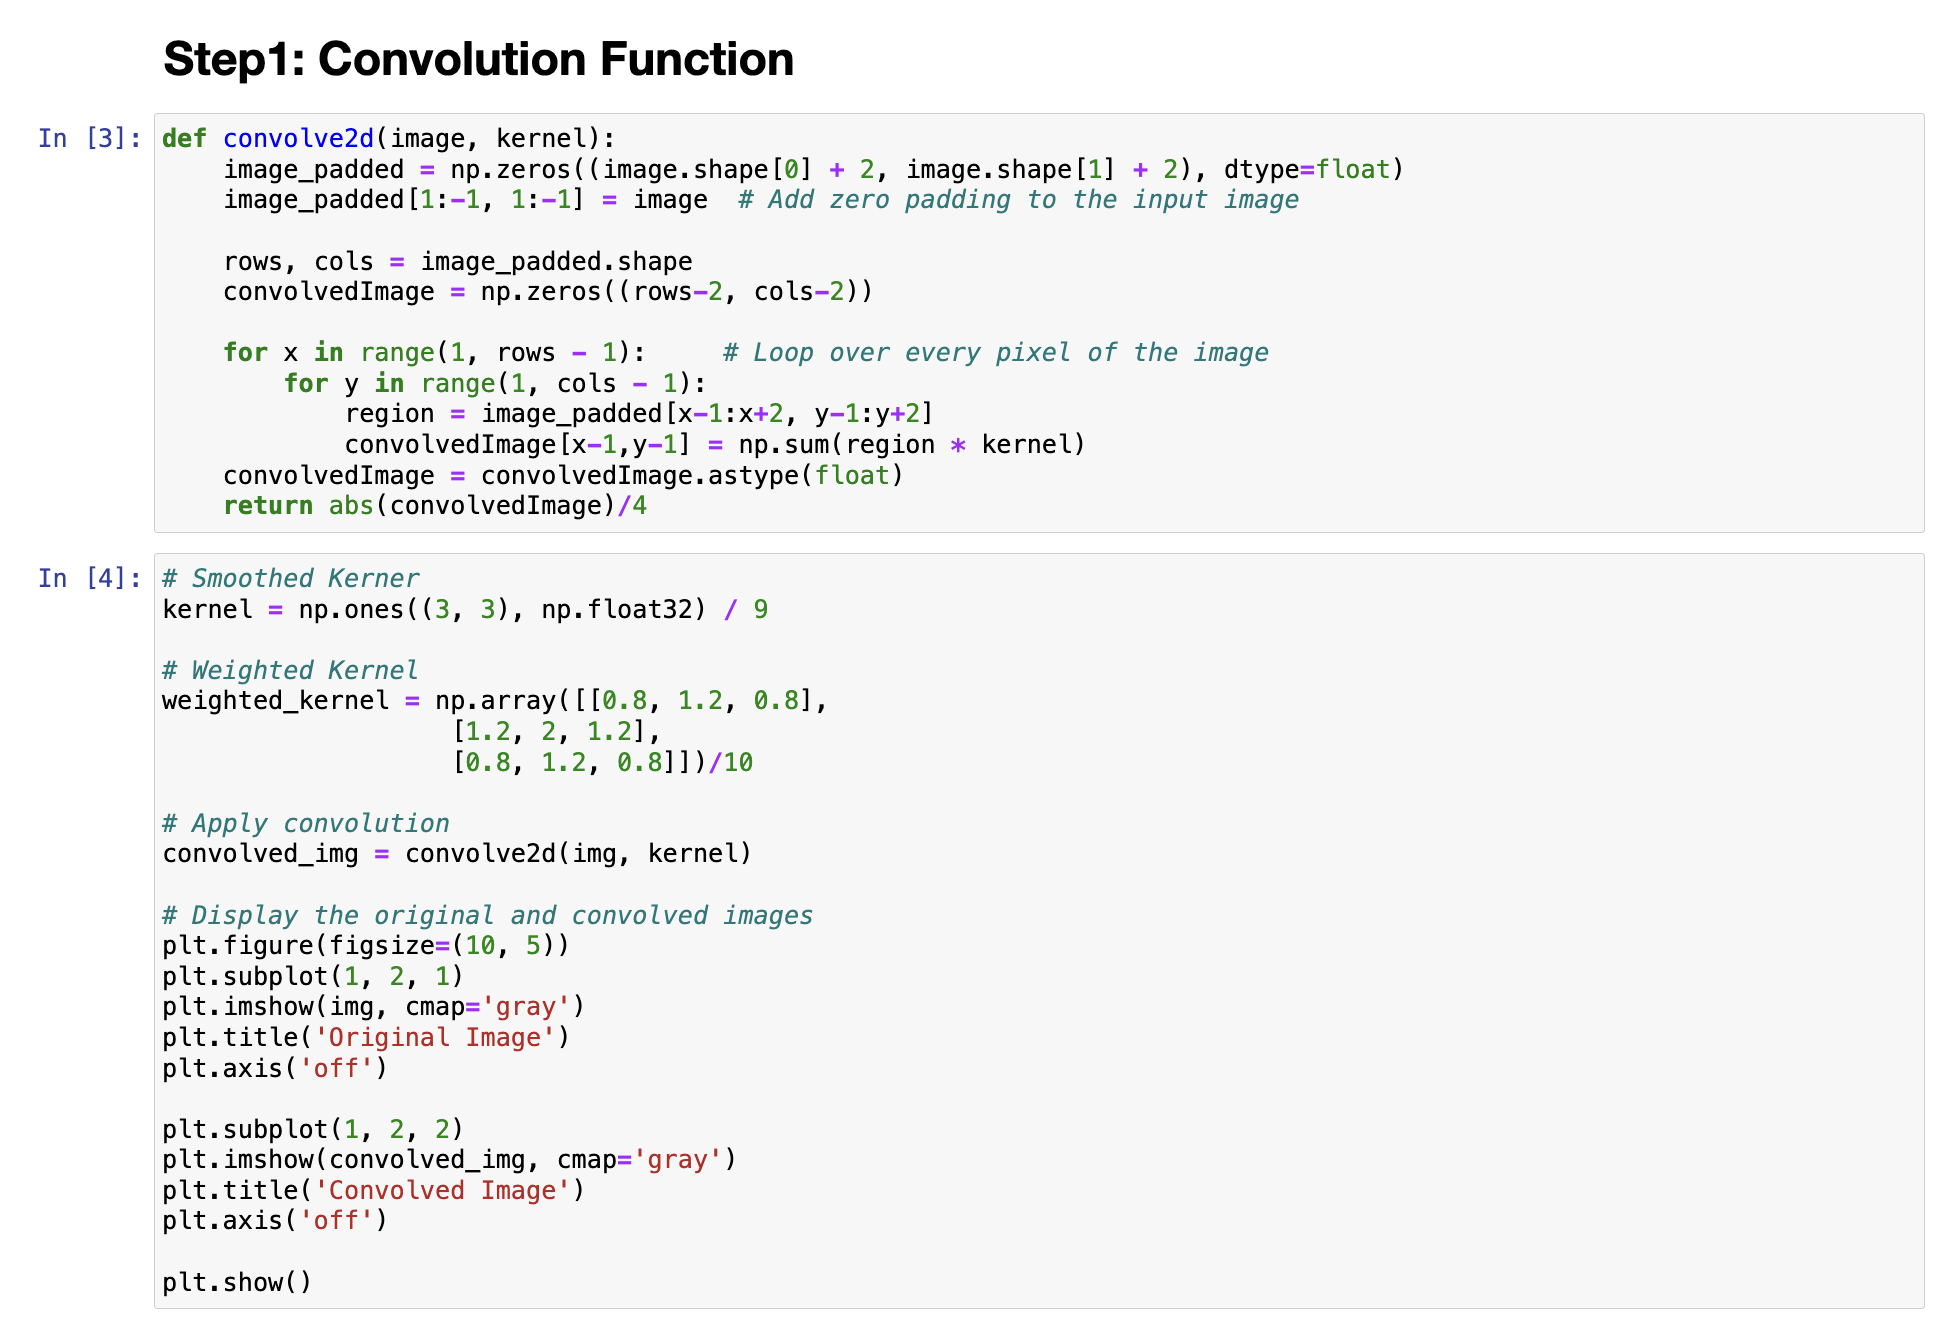 Step1: Convolution Function
In [3]:
def convolve2d(image, kernel):
    image_padded = np.zeros((image.shape[0] + 2, image.shape[1] + 2), dtype=float)
    image_padded[1:-1, 1:-1] = image  # Add zero padding to the input image

    rows, cols = image_padded.shape
    convolvedImage = np.zeros((rows-2, cols-2))

    for x in range(1, rows - 1):     # Loop over every pixel of the image
        for y in range(1, cols - 1):
            region = image_padded[x-1:x+2, y-1:y+2]
            convolvedImage[x-1,y-1] = np.sum(region * kernel)
    convolvedImage = convolvedImage.astype(float)
    return abs(convolvedImage)/4
In [4]:
# Smoothed Kerner
kernel = np.ones((3, 3), np.float32) / 9

# Weighted Kernel
weighted_kernel = np.array([[0.8, 1.2, 0.8],
                   [1.2, 2, 1.2],
                   [0.8, 1.2, 0.8]])/10

# Apply convolution
convolved_img = convolve2d(img, kernel)

# Display the original and convolved images
plt.figure(figsize=(10, 5))
plt.subplot(1, 2, 1)
plt.imshow(img, cmap='gray')
plt.title('Original Image')
plt.axis('off')

plt.subplot(1, 2, 2)
plt.imshow(convolved_img, cmap='gray')
plt.title('Convolved Image')
plt.axis('off')

plt.show()